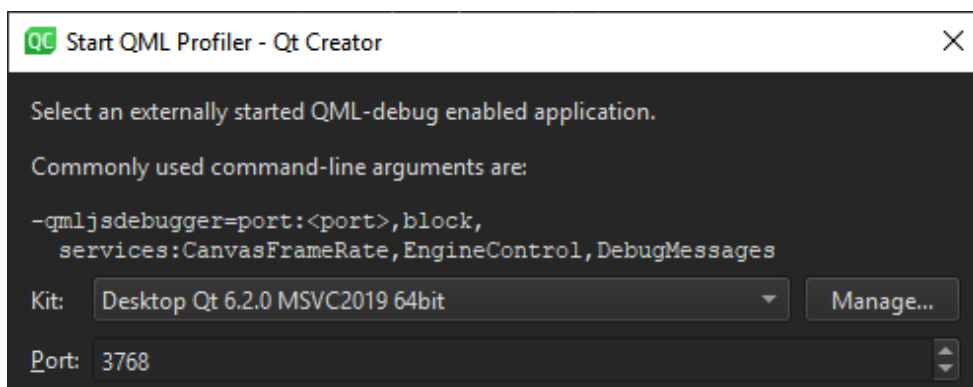 QC Start QML Profiler - Qt Creator
Select an externally started QML-debug enabled application.
Commonly used command-line arguments are:
-qmljsdebugger=port:<port>,block,
services:CanvasFrameRate,EngineControl,DebugMessages
Kit: Desktop Qt 6.2.0 MSVC2019 64bit Manage...
Port: 3768